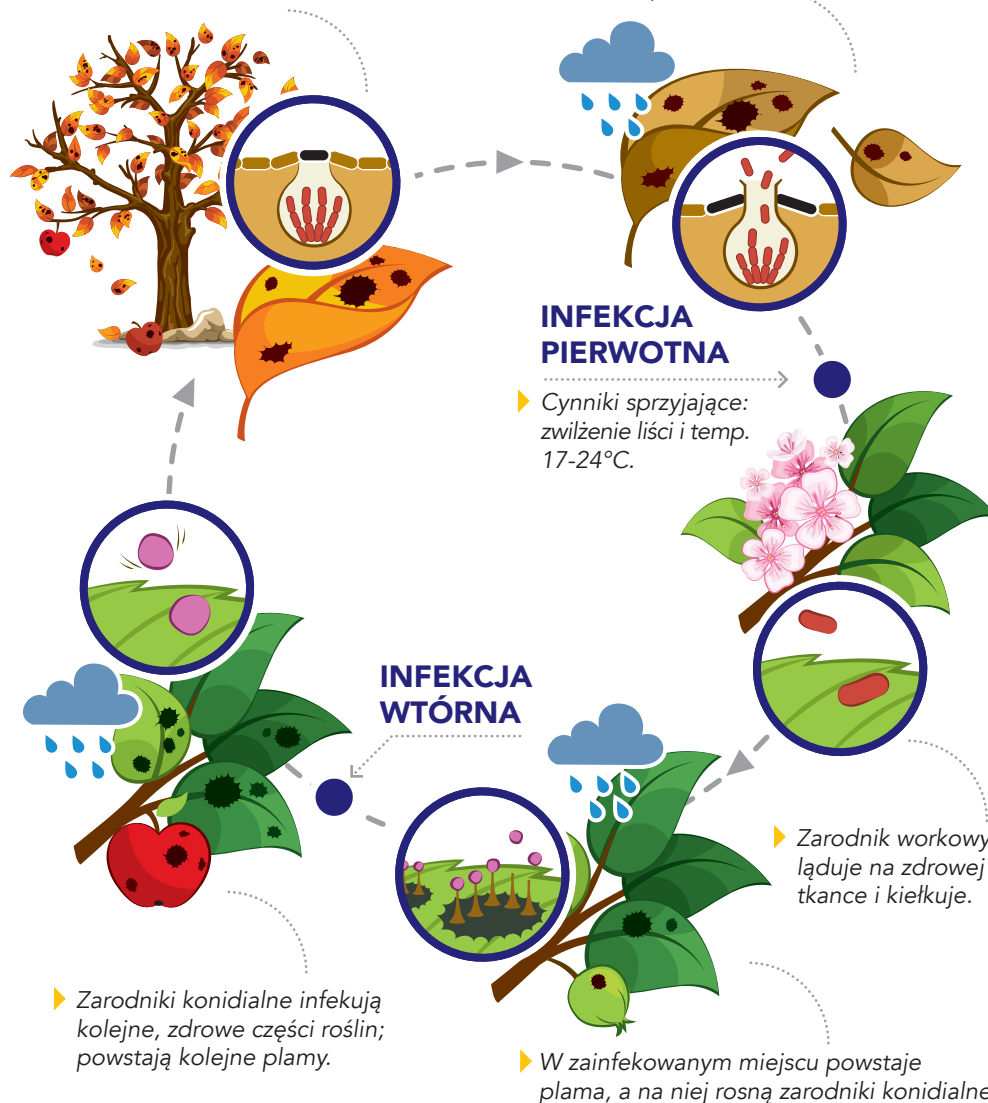 INFEKCJA
PIERWOTNA
Cynniki sprzyjające:
zwilżenie liści i temp.
17-24°C.
INFEKCJA
WTÓRNA
Zarodnik workowy
ląduje na zdrowej
tkance i kiełkuje.
Zarodniki konidialne infekują
kolejne, zdrowe części roślin;
powstają kolejne plamy.
W zainfekowanym miejscu powstaje
plama, a na niej rosną zarodniki konidialne